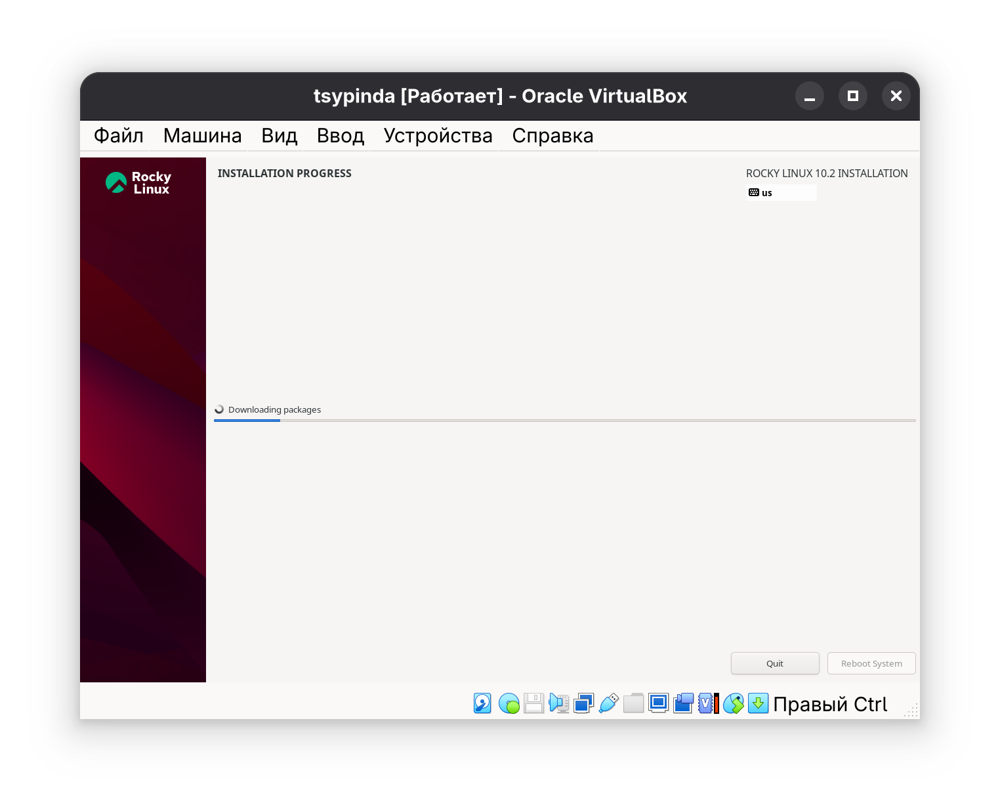 tsypinda [Работает] - Oracle VirtualBox
Файл Машина Вид Ввод Устройства Справка
Rocky
Linux
INSTALLATION PROGRESS
ROCKY LINUX 10.2 INSTALLATION
us
Downloading packages
Quit
Reboot System
V
Правый Ctrl